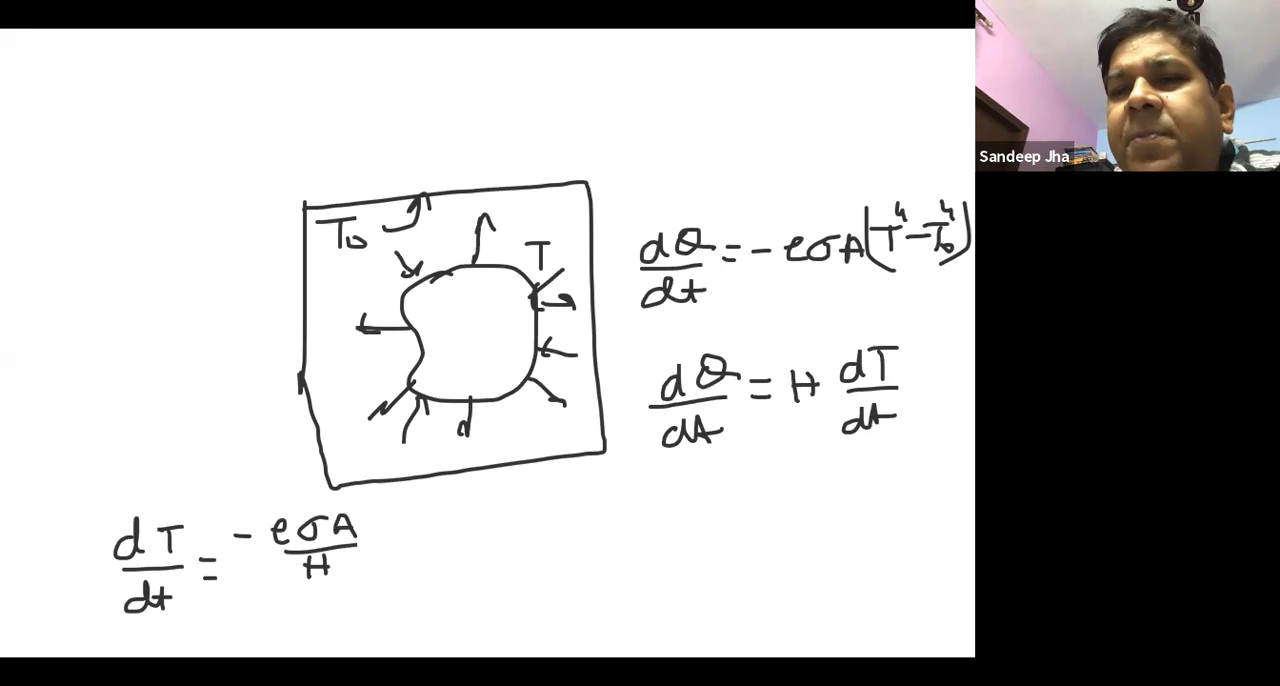 T₀
T
dQ/dt = - eσA(T⁴ - T₀⁴)
dQ/dt = H dT/dt
dT/dt = - eσA/H
Sandeep Jha